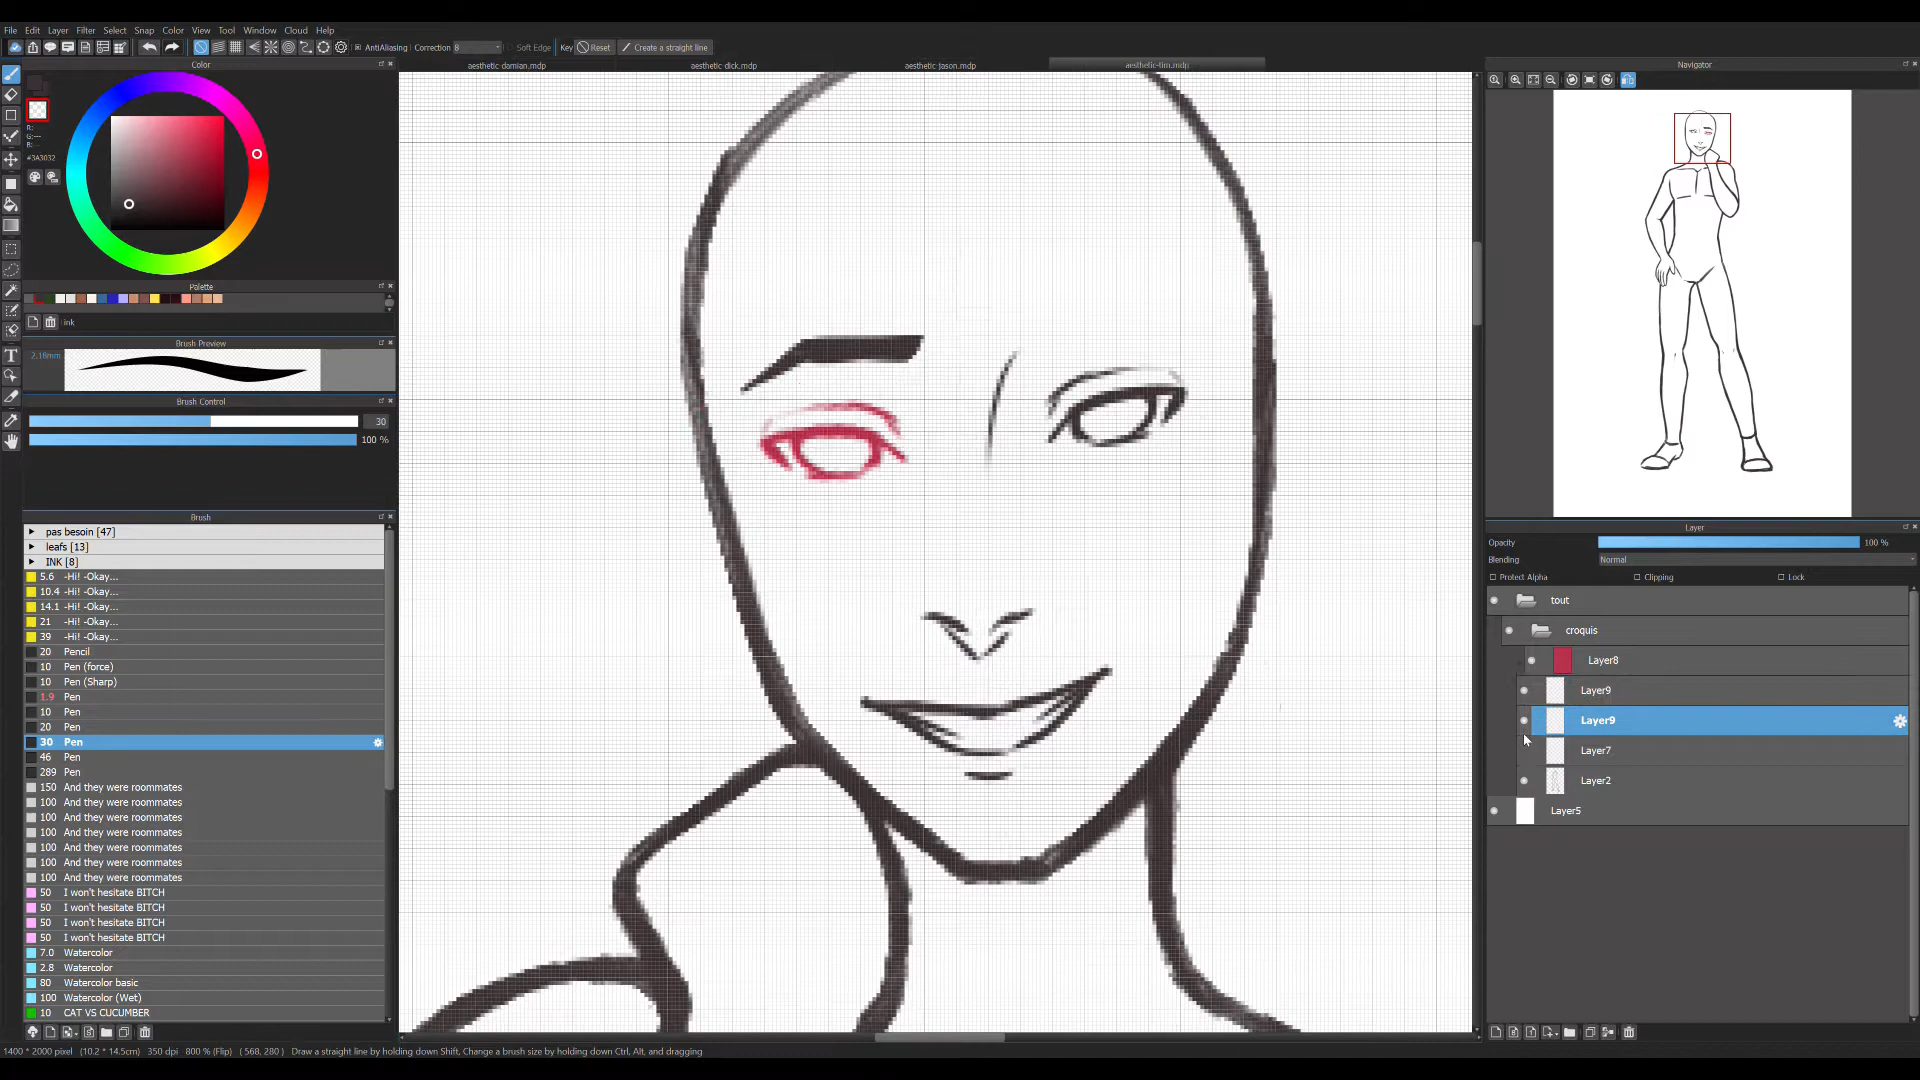 File Edit Layer Filter Select Snap Color View Tool Window Cloud Help
AntiAliasing Correction 8 Soft Edge Key Reset Create a straight line
Color
aesthetic-damian.mdp aesthetic-dick.mdp aesthetic-jason.mdp aesthetic-tim.mdp
Navigator
R:
G:---
B:
#3A3032
Palette
ink
Brush Preview
2.18mm
Brush Control
30
100 %
Brush
pas besoin [47]
leafs [13]
INK [8]
5.6 -Hi! -Okay...
10.4 -Hi! -Okay...
14.1 -Hi! -Okay...
21 -Hi! -Okay...
39 -Hi! -Okay...
20 Pencil
10 Pen (force)
10 Pen (Sharp)
1.9 Pen
10 Pen
20 Pen
30 Pen
46 Pen
289 Pen
150 And they were roommates
100 And they were roommates
100 And they were roommates
100 And they were roommates
100 And they were roommates
100 And they were roommates
100 And they were roommates
50 I won't hesitate BITCH
50 I won't hesitate BITCH
50 I won't hesitate BITCH
50 I won't hesitate BITCH
7.0 Watercolor
2.8 Watercolor
80 Watercolor basic
100 Watercolor (Wet)
10 CAT VS CUCUMBER
Layer
Opacity 100 %
Blending Normal
Protect Alpha Clipping Lock
tout
croquis
Layer8
Layer9
Layer9
Layer7
Layer2
Layer5
1400 * 2000 pixel (10.2 * 14.5cm) 350 dpi 800 % (Flip) ( 568, 280 ) Draw a straight line by holding down Shift, Change a brush size by holding down Ctrl, Alt, and dragging